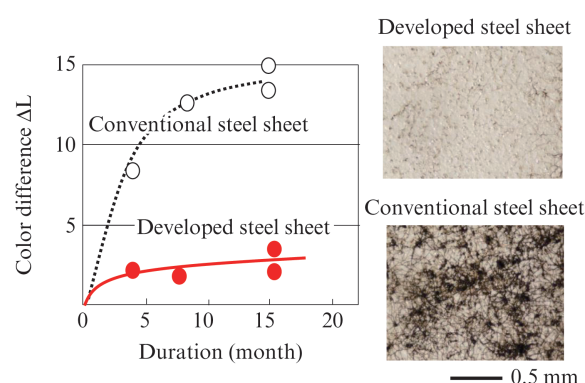 Color difference ΔL
15
10
5
0
5
10
15
20
Duration (month)
Conventional steel sheet
Developed steel sheet
Developed steel sheet
Conventional steel sheet
0.5 mm